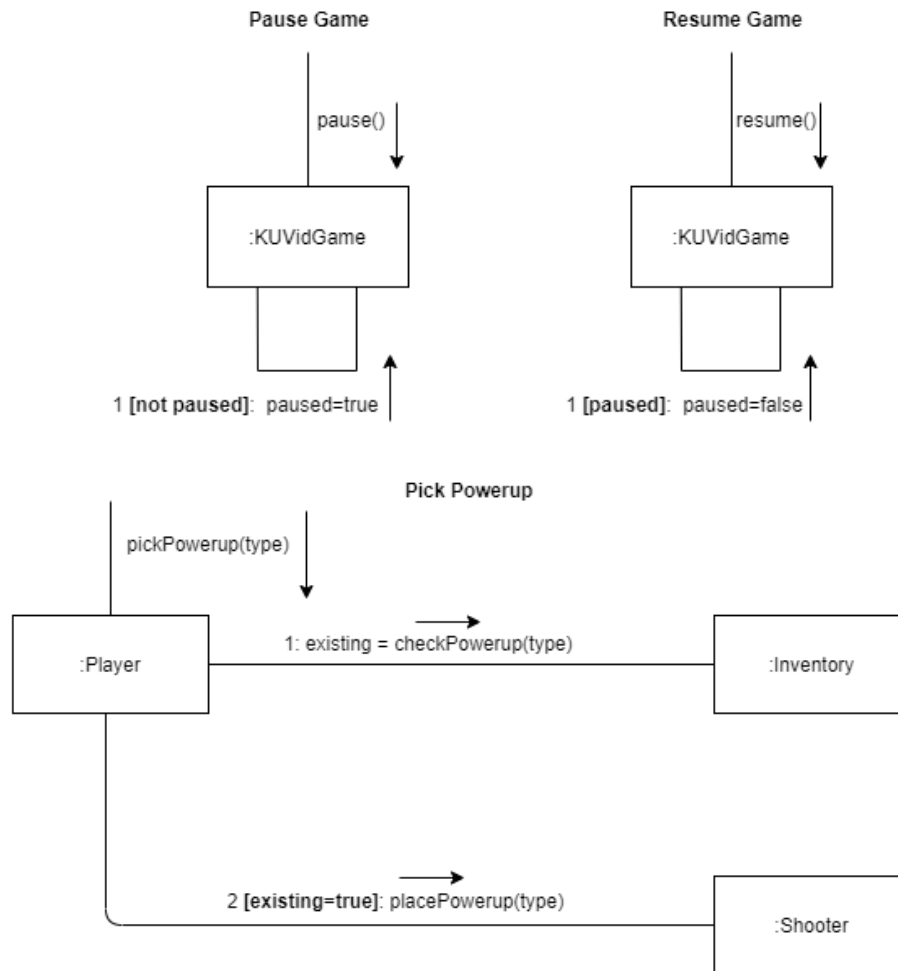 Pause Game
Resume Game
pause()
resume()
:KUVidGame
:KUVidGame
1 [not paused]: paused=true
1 [paused]: paused=false
Pick Powerup
pickPowerup(type)
1: existing = checkPowerup(type)
:Player
:Inventory
2 [existing=true]: placePowerup(type)
:Shooter